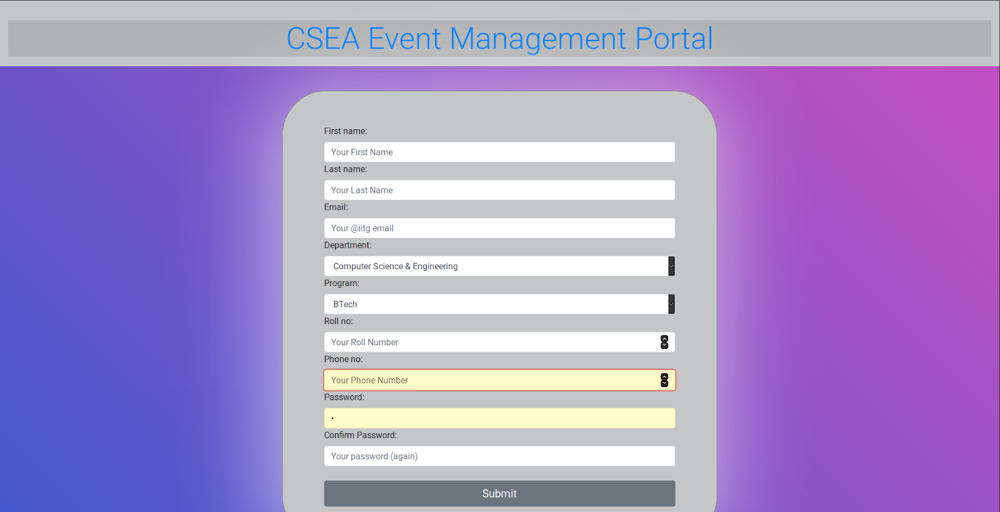 CSEA Event Management Portal
First name:
Your First Name
Last name:
Your Last Name
Email:
Your @iitg email
Department:
Computer Science & Engineering
Program:
BTech
Roll no:
Your Roll Number
Phone no:
Your Phone Number
Password:
•
Confirm Password:
Your password (again)
Submit